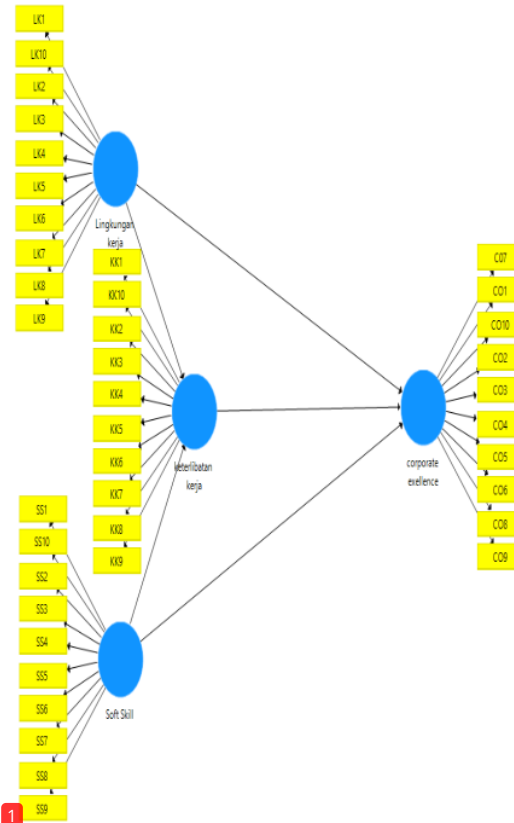 LK1
LK10
LK2
LK3
LK4
LK5
LK6
LK7
LK8
LK9
Lingkungan
kerja
KK1
KK10
KK2
KK3
KK4
KK5
KK6
KK7
KK8
KK9
keterlibatan
kerja
C07
CO1
CO10
CO2
CO3
CO4
CO5
CO6
CO8
CO9
corporate
exellence
SS1
SS10
SS2
SS3
SS4
SS5
SS6
SS7
SS8
SS9
Soft Skill
1